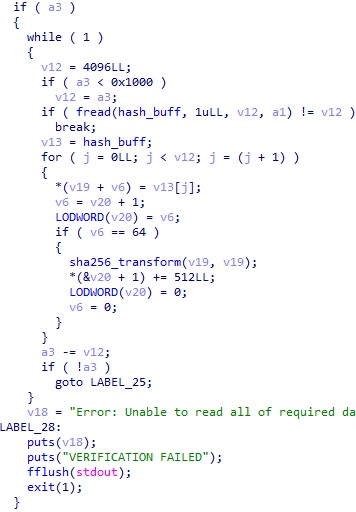 if ( a3 )
{
while ( 1 )
{
v12 = 4096LL;
if ( a3 < 0x1000 )
v12 = a3;
if ( fread(hash_buff, 1uLL, v12, a1) != v12 )
break;
v13 = hash_buff;
for ( j = 0LL; j < v12; j = (j + 1) )
{
*(v19 + v6) = v13[j];
v6 = v20 + 1;
LODWORD(v20) = v6;
if ( v6 == 64 )
{
sha256_transform(v19, v19);
*(&v20 + 1) += 512LL;
LODWORD(v20) = 0;
v6 = 0;
}
}
a3 -= v12;
if ( !a3 )
goto LABEL_25;
}
v18 = "Error: Unable to read all of required da
LABEL_28:
puts(v18);
puts("VERIFICATION FAILED");
fflush(stdout);
exit(1);
}